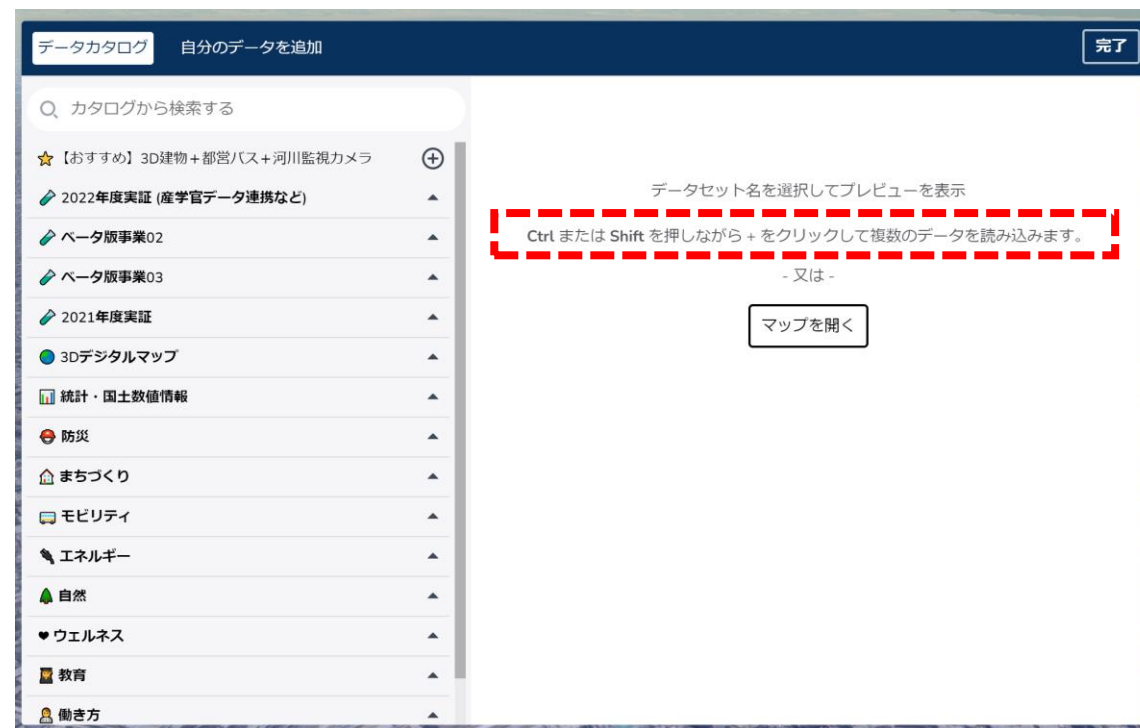 データカタログ 自分のデータを追加 完了
カタログから検索する
【おすすめ】3D建物+都営バス+河川監視カメラ
2022年度実証 (産学官データ連携など)
ベータ版事業02
ベータ版事業03
2021年度実証
3Dデジタルマップ
統計・国土数値情報
防災
まちづくり
モビリティ
エネルギー
自然
ウェルネス
教育
働き方
データセット名を選択してプレビューを表示
Ctrl または Shift を押しながら + をクリックして複数のデータを読み込みます。
- 又は -
マップを開く